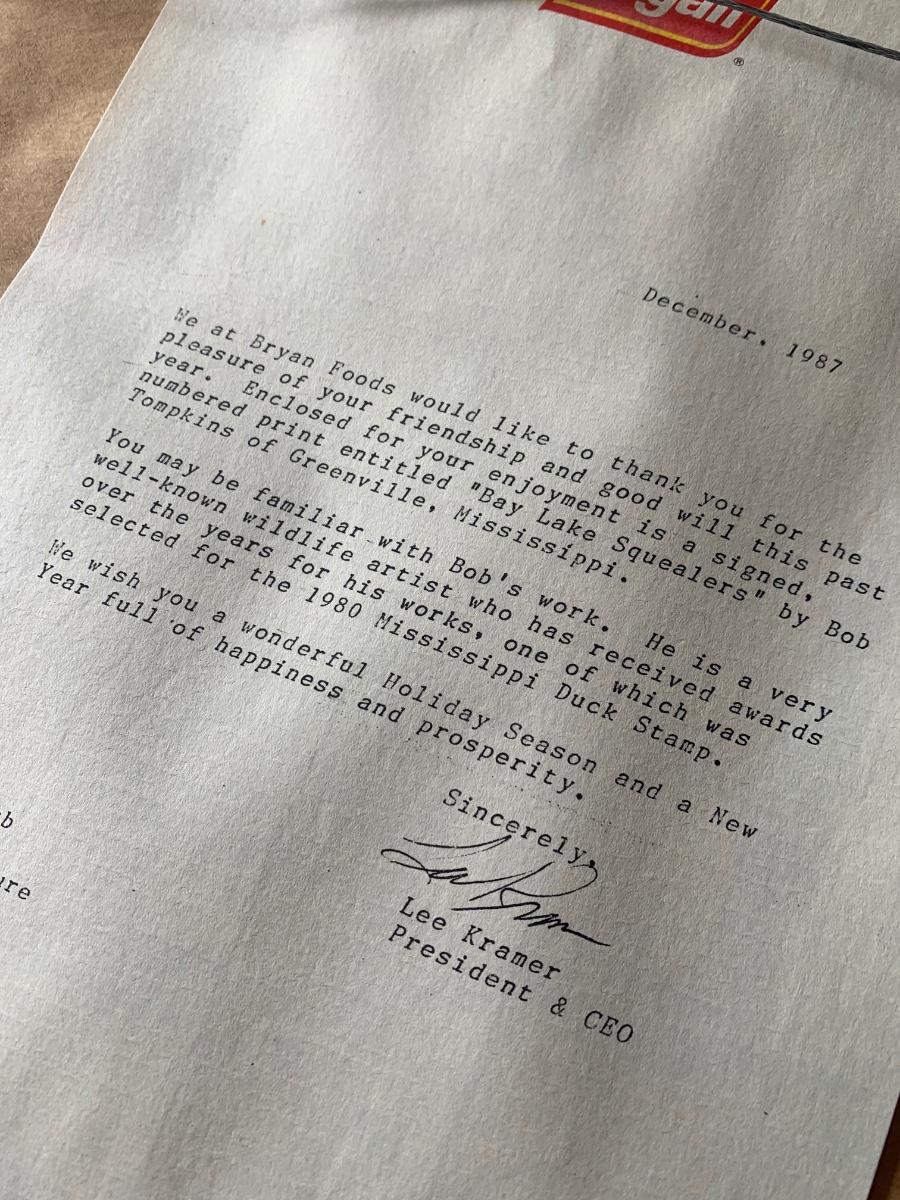 ®
December, 1987
We at Bryan Foods would like to thank you for the
pleasure of your friendship and good will this past
year. Enclosed for your enjoyment is a signed,
numbered print entitled "Bay Lake Squealers" by Bob
Tompkins of Greenville, Mississippi.
You may be familiar with Bob's work. He is a very
well-known wildlife artist who has received awards
over the years for his works, one of which was
selected for the 1980 Mississippi Duck Stamp.
We wish you a wonderful Holiday Season and a New
Year full of happiness and prosperity.
Sincerely,
Lee Kramer
President & CEO